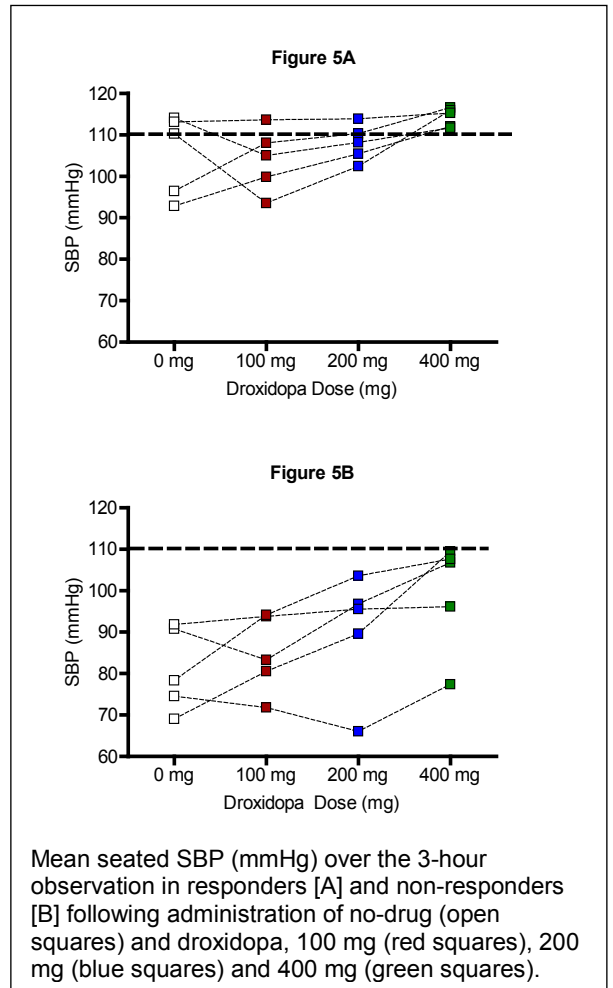 Figure 5A
120
110
100
90
80
70
60
SBP (mmHg)
0 mg 100 mg 200 mg 400 mg
Droxidopa Dose (mg)
Figure 5B
120
110
100
90
80
70
60
SBP (mmHg)
0 mg 100 mg 200 mg 400 mg
Droxidopa Dose (mg)
Mean seated SBP (mmHg) over the 3-hour
observation in responders [A] and non-responders
[B] following administration of no-drug (open
squares) and droxidopa, 100 mg (red squares), 200
mg (blue squares) and 400 mg (green squares).